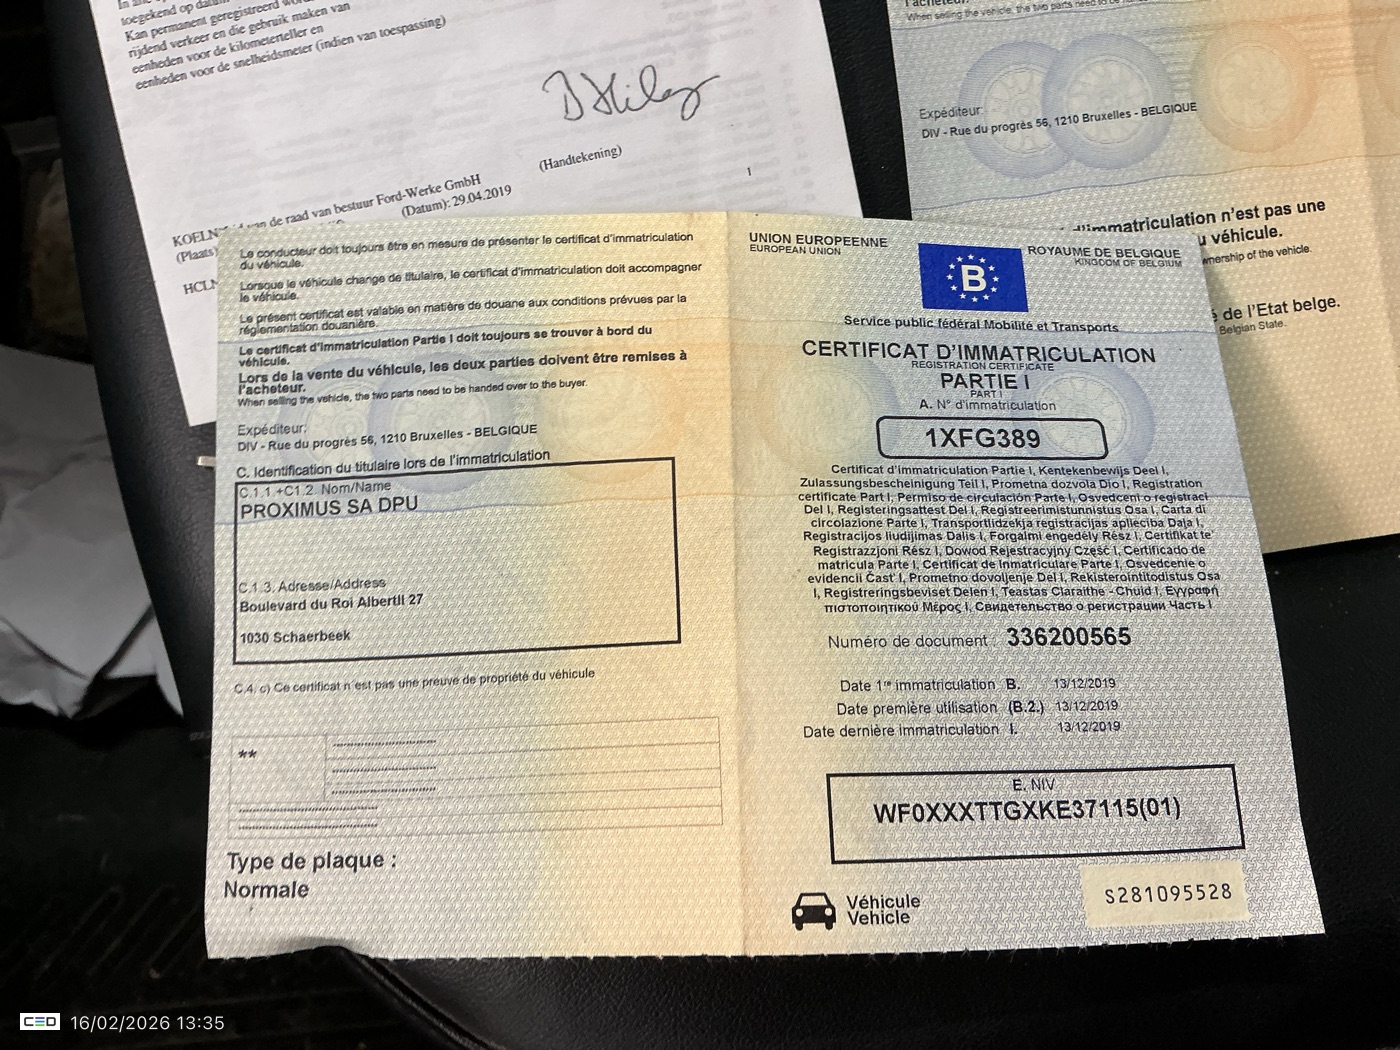 toegekend op
Kan permanent geregistreerd
rijdend verkeer en die gebruik maken van
eenheden voor de kilometerteller en
eenheden voor de snelheidsmeter (indien van toepassing)
(Handtekening)
1
van de raad van bestuur Ford-Werke GmbH
KOELN
(Plaats)
(Datum): 29.04.2019
When selling the vehicle, the two parts need to be
Expéditeur:
DIV - Rue du progrès 56, 1210 Bruxelles - BELGIQUE
d'immatriculation n'est pas une
u véhicule.
ownership of the vehicle.
de l'Etat belge.
Belgian State.
Le conducteur doit toujours être en mesure de présenter le certificat d'immatriculation
du véhicule.
Lorsque le véhicule change de titulaire, le certificat d'immatriculation doit accompagner
le véhicule.
Le présent certificat est valable en matière de douane aux conditions prévues par la
réglementation douanière.
Le certificat d'immatriculation Partie I doit toujours se trouver à bord du
véhicule.
Lors de la vente du véhicule, les deux parties doivent être remises à
l'acheteur.
When selling the vehicle, the two parts need to be handed over to the buyer.
Expéditeur:
DIV - Rue du progrès 56, 1210 Bruxelles - BELGIQUE
C. Identification du titulaire lors de l'immatriculation
C.1.1.+C1.2. Nom/Name
PROXIMUS SA DPU
C.1.3. Adresse/Address
Boulevard du Roi AlbertII 27
1030 Schaerbeek
C.4. c) Ce certificat n'est pas une preuve de propriété du véhicule
**
Type de plaque :
Normale
UNION EUROPEENNE
EUROPEAN UNION
B
ROYAUME DE BELGIQUE
KINGDOM OF BELGIUM
Service public fédéral Mobilité et Transports
CERTIFICAT D'IMMATRICULATION
REGISTRATION CERTIFICATE
PARTIE I
PART I
A. N° d'immatriculation
1XFG389
Certificat d'immatriculation Partie I, Kentekenbewijs Deel I,
Zulassungsbescheinigung Teil I, Prometna dozvola Dio I, Registration
certificate Part I, Permiso de circulación Parte I, Osvedcent o registraci
Del I, Registeringsattest Del I, Registreerimistunnistus Osa I, Carta di
circolazione Parte I, Transportlidzekja registracijas aplieciba Daļa I,
Registracijos liudijimas Dalis I, Forgalmi engedély Rész I, Certifikat te'
Registrazzjoni Rész I, Dowod Rejestracyjny Część I, Certificado de
matricula Parte I, Certificat de Inmatriculare Parte I, Osvedcenie o
evidencii Časť I, Prometno dovoljenje Del I, Rekisterointitodistus Osa
I, Registreringsbeviset Delen I, Teastas Claraithe - Chuid I, Εγγραφή
πιστοποιητικού Μέρος I, Свидетельство о регистрации Часть I
Numéro de document : 336200565
Date 1re immatriculation B. 13/12/2019
Date première utilisation (B.2.) 13/12/2019
Date dernière immatriculation I. 13/12/2019
E. NIV
WF0XXXTTGXKE37115(01)
Véhicule
Vehicle
S281095528
CED 16/02/2026 13:35